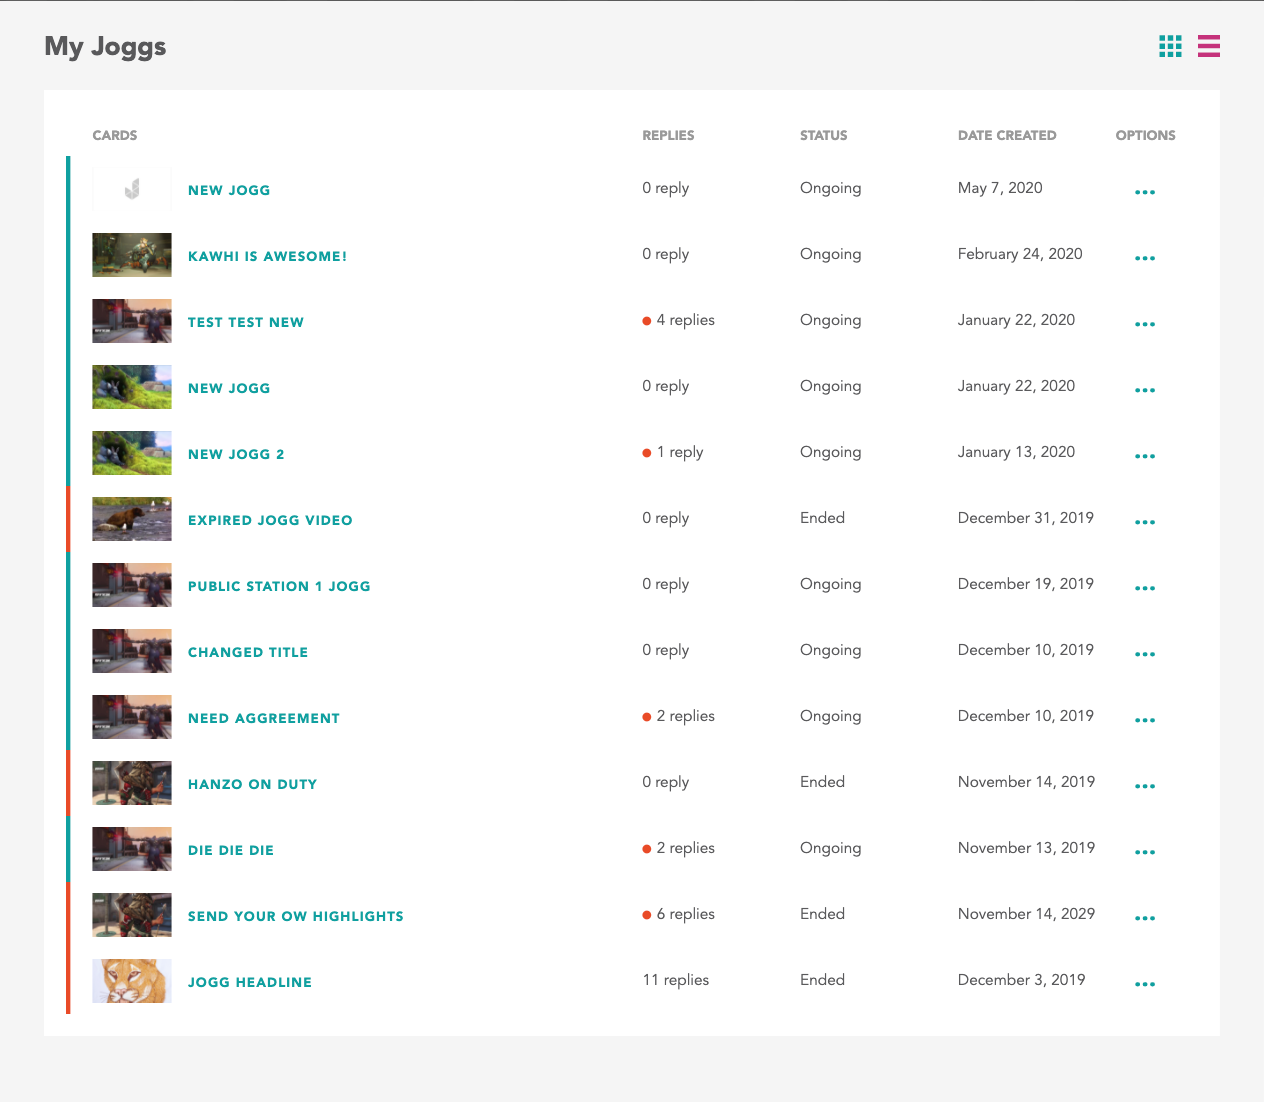 My Joggs
CARDS REPLIES STATUS DATE CREATED OPTIONS
NEW JOGG 0 reply Ongoing May 7, 2020
KAWHI IS AWESOME! 0 reply Ongoing February 24, 2020
TEST TEST NEW 4 replies Ongoing January 22, 2020
NEW JOGG 0 reply Ongoing January 22, 2020
NEW JOGG 2 1 reply Ongoing January 13, 2020
EXPIRED JOGG VIDEO 0 reply Ended December 31, 2019
PUBLIC STATION 1 JOGG 0 reply Ongoing December 19, 2019
CHANGED TITLE 0 reply Ongoing December 10, 2019
NEED AGGREEMENT 2 replies Ongoing December 10, 2019
HANZO ON DUTY 0 reply Ended November 14, 2019
DIE DIE DIE 2 replies Ongoing November 13, 2019
SEND YOUR OW HIGHLIGHTS 6 replies Ended November 14, 2029
JOGG HEADLINE 11 replies Ended December 3, 2019